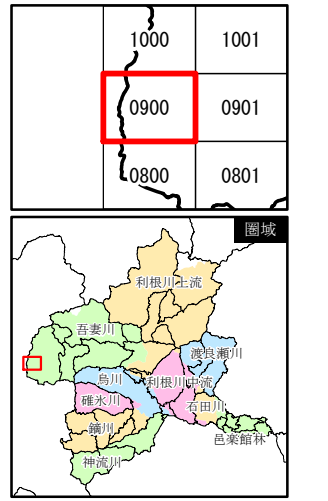 1000 1001
0900 0901
0800 0801
圏域
利根川上流
吾妻川
渡良瀬川
烏川 利根川中流
碓氷川
石田川
鏑川
邑楽館林
神流川